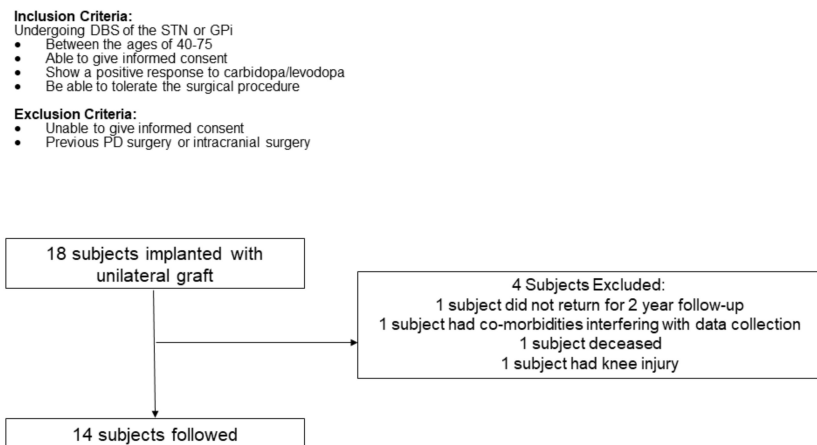 Inclusion Criteria:
Undergoing DBS of the STN or GPi
• Between the ages of 40-75
• Able to give informed consent
• Show a positive response to carbidopa/levodopa
• Be able to tolerate the surgical procedure
Exclusion Criteria:
• Unable to give informed consent
• Previous PD surgery or intracranial surgery
18 subjects implanted with
unilateral graft
4 Subjects Excluded:
1 subject did not return for 2 year follow-up
1 subject had co-morbidities interfering with data collection
1 subject deceased
1 subject had knee injury
14 subjects followed